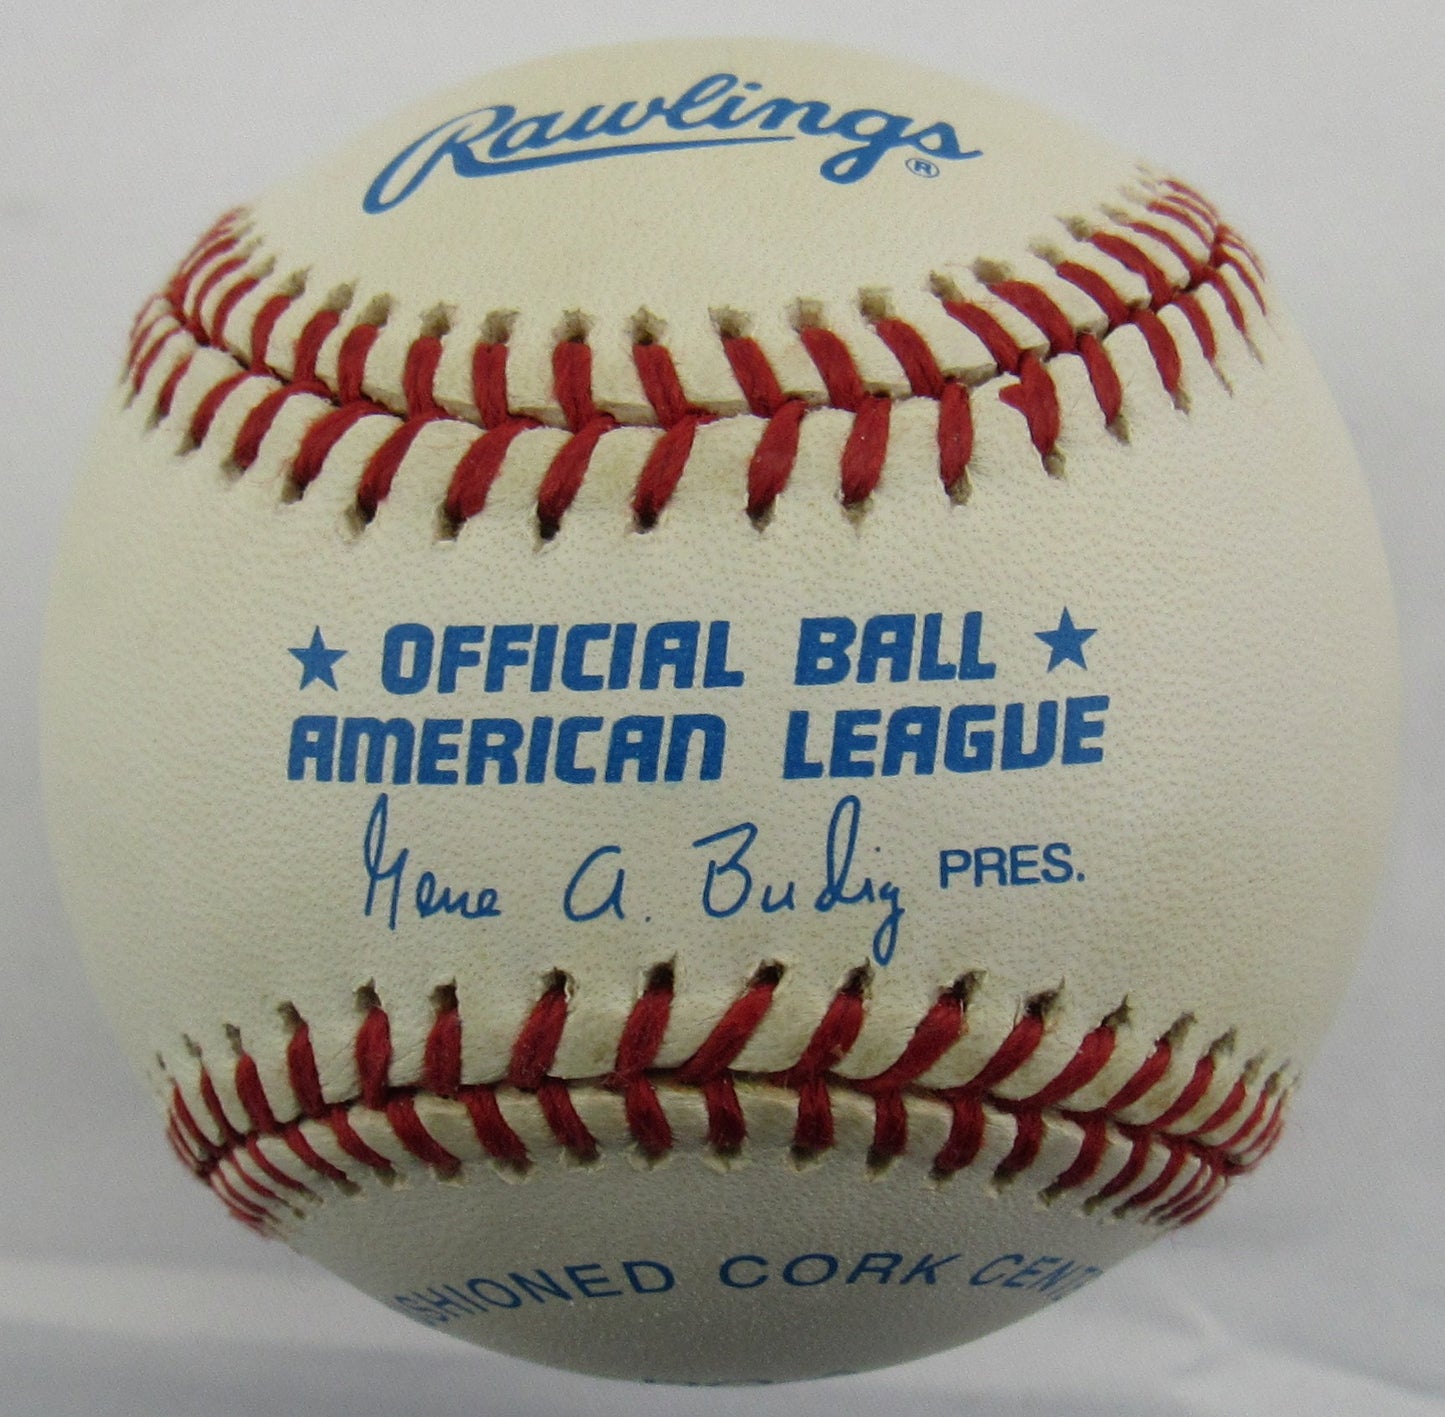 Rawlings®
★ OFFICIAL BALL ★
AMERICAN LEAGUE
Gene A. Budig PRES.
SHIONED CORK CENT